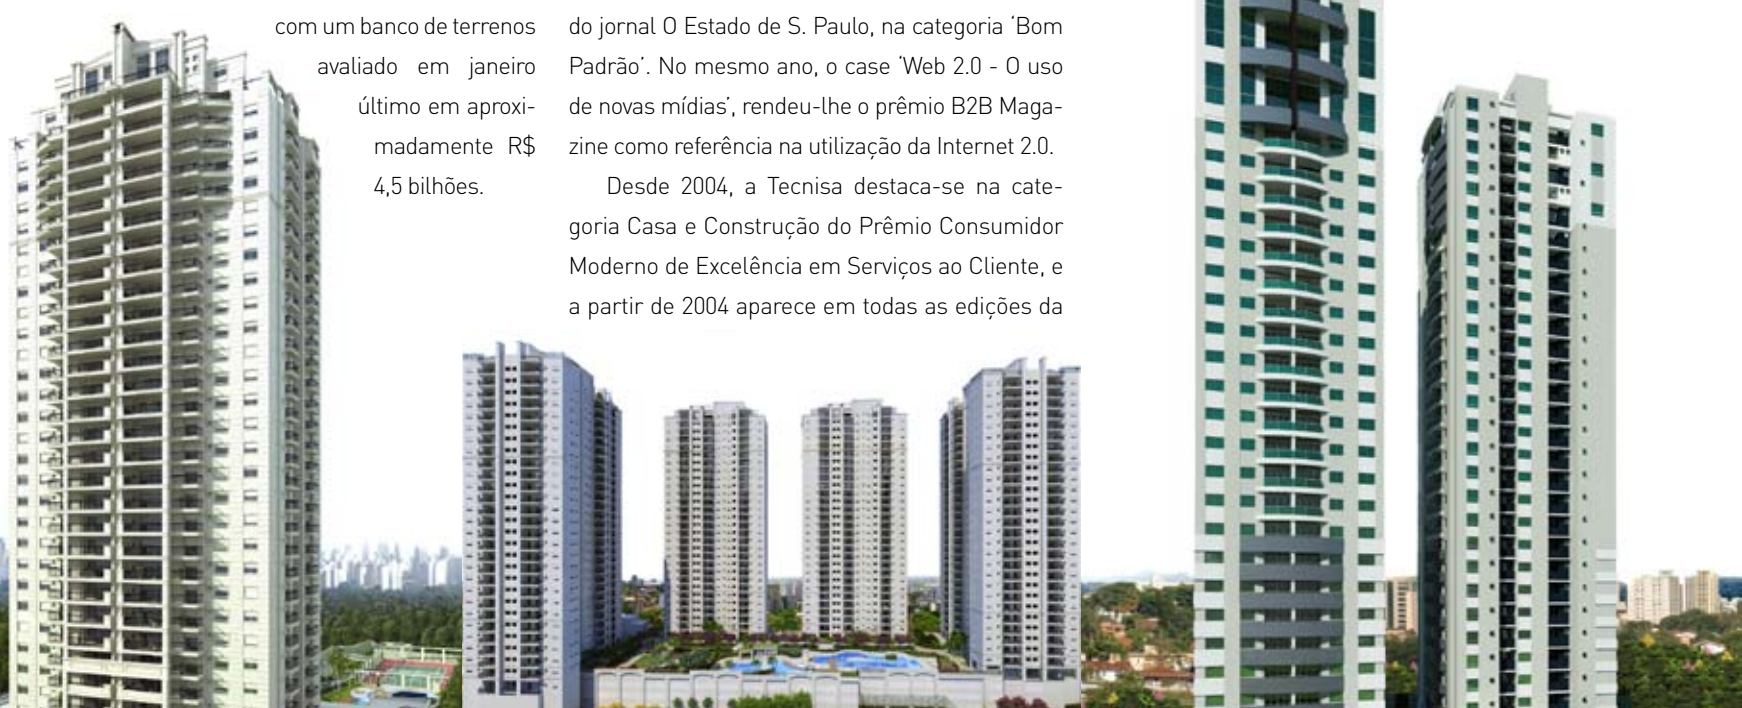 com um banco de terrenos
avaliado em janeiro
último em aproxi-
madamente R$
4,5 bilhões.
do jornal O Estado de S. Paulo, na categoria ‘Bom
Padrão’. No mesmo ano, o case ‘Web 2.0 - O uso
de novas mídias’, rendeu-lhe o prêmio B2B Maga-
zine como referência na utilização da Internet 2.0.
Desde 2004, a Tecnisa destaca-se na cate-
goria Casa e Construção do Prêmio Consumidor
Moderno de Excelência em Serviços ao Cliente, e
a partir de 2004 aparece em todas as edições da